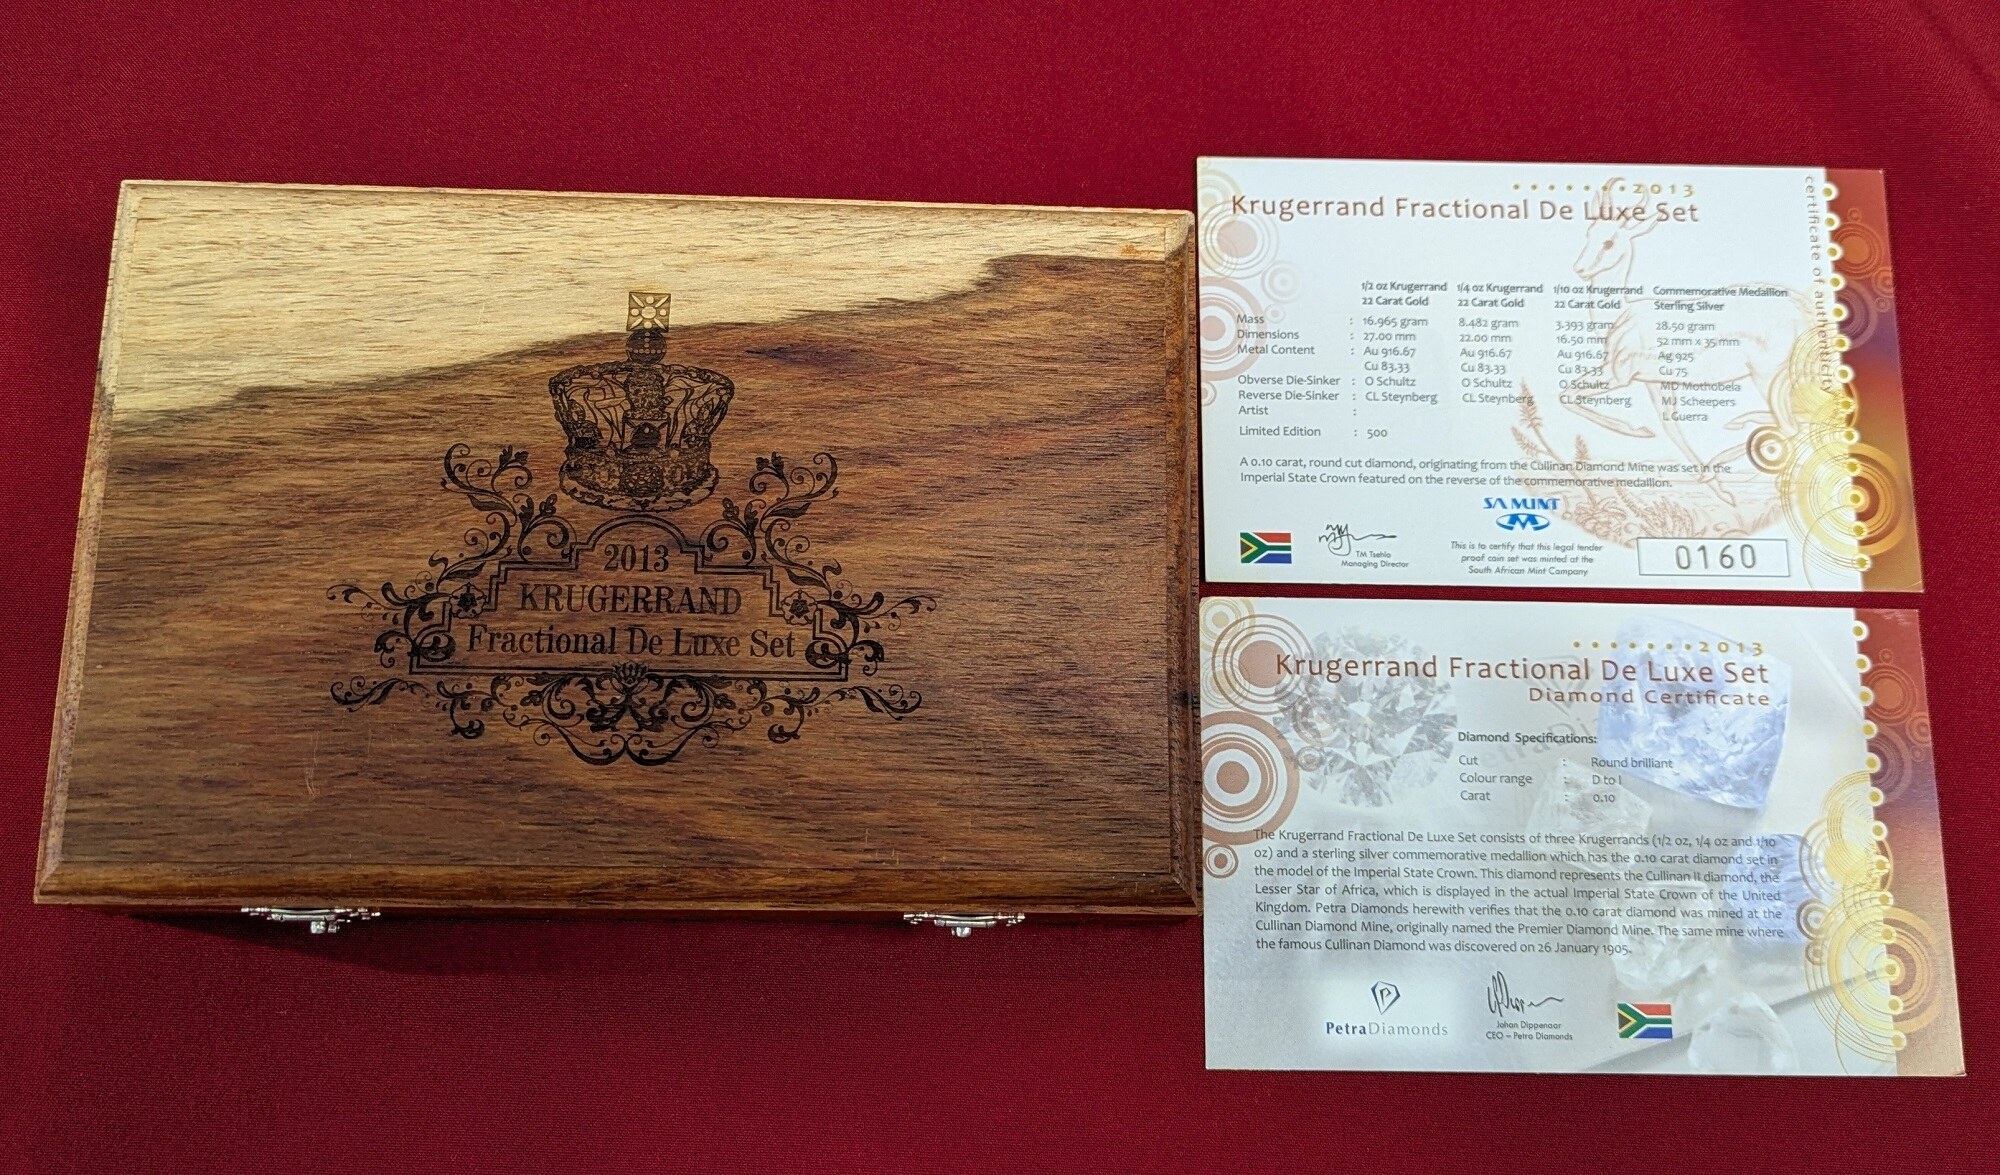 2013
KRUGERRAND
Fractional De Luxe Set
2013
Krugerrand Fractional De Luxe Set
certificate of authenticity
1/2 oz Krugerrand 1/4 oz Krugerrand 1/10 oz Krugerrand Commemorative Medallion
22 Carat Gold 22 Carat Gold 22 Carat Gold Sterling Silver
Mass : 16.965 gram 8.482 gram 3.393 gram 28.50 gram
Dimensions : 27.00 mm 22.00 mm 16.50 mm 52 mm x 35 mm
Metal Content : Au 916.67 Au 916.67 Au 916.67 Ag 925
Cu 83.33 Cu 83.33 Cu 83.33 Cu 75
Obverse Die-Sinker : O Schultz O Schultz O Schultz MD Mothobela
Reverse Die-Sinker : CL Steynberg CL Steynberg CL Steynberg MJ Scheepers
Artist : L Guerra
Limited Edition : 500
A 0.10 carat, round cut diamond, originating from the Cullinan Diamond Mine was set in the
Imperial State Crown featured on the reverse of the commemorative medallion.
SA MINT
TM Tsehlo
Managing Director
This is to certify that this legal tender
proof coin set was minted at the
South African Mint Company
0160
2013
Krugerrand Fractional De Luxe Set
Diamond Certificate
Diamond Specifications:
Cut : Round brilliant
Colour range : D to I
Carat : 0.10
The Krugerrand Fractional De Luxe Set consists of three Krugerrands (1/2 oz, 1/4 oz and 1/10
oz) and a sterling silver commemorative medallion which has the 0.10 carat diamond set in
the model of the Imperial State Crown. This diamond represents the Cullinan II diamond, the
Lesser Star of Africa, which is displayed in the actual Imperial State Crown of the United
Kingdom. Petra Diamonds herewith verifies that the 0.10 carat diamond was mined at the
Cullinan Diamond Mine, originally named the Premier Diamond Mine. The same mine where
the famous Cullinan Diamond was discovered on 26 January 1905.
PetraDiamonds
Johan Dippenaar
CEO – Petra Diamonds